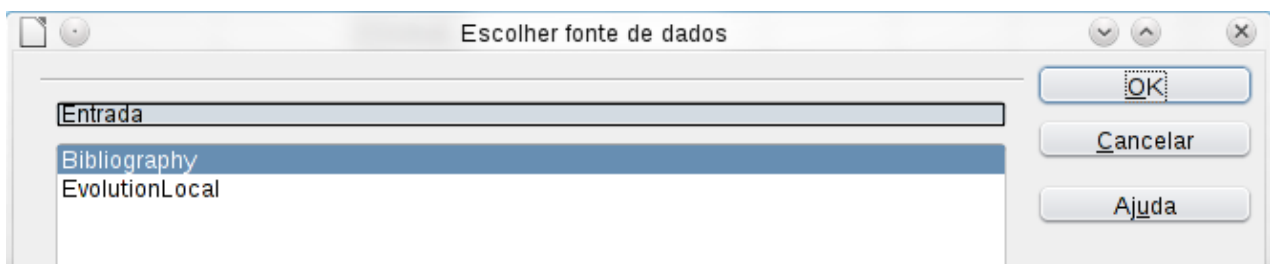 Escolher fonte de dados
OK
Entrada
Cancelar
Bibliography
EvolutionLocal
Ajuda